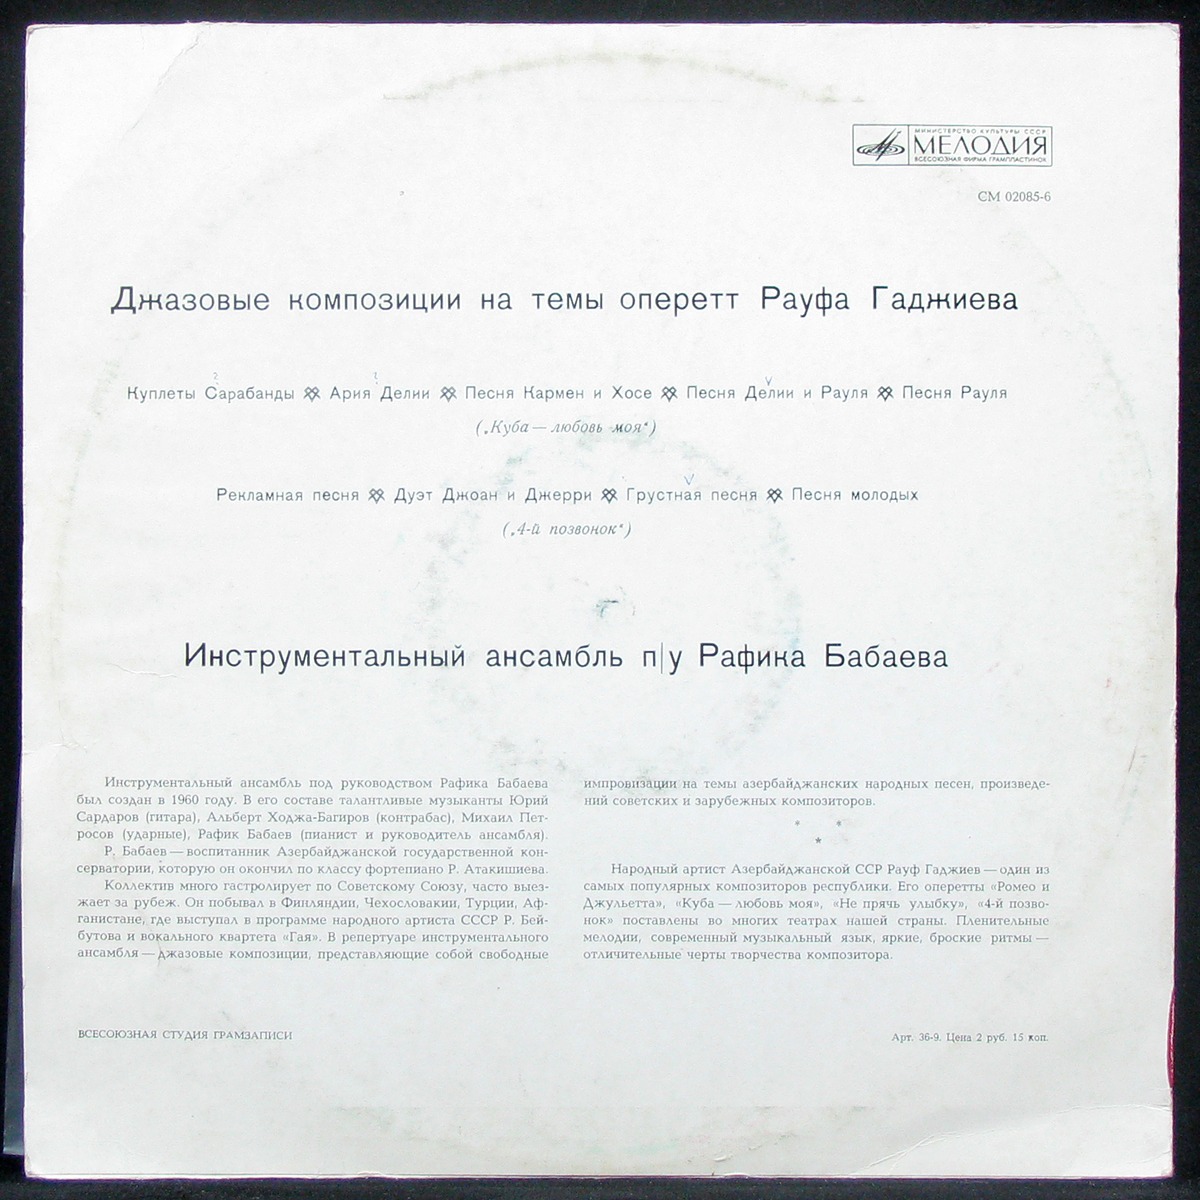 МИНИСТЕРСТВО КУЛЬТУРЫ СССР
МЕЛОДИЯ
ВСЕСОЮЗНАЯ ФИРМА ГРАМПЛАСТИНОК
СМ 02085-6
Джазовые композиции на темы оперетт Рауфа Гаджиева
Куплеты Сарабанды Ария Делии Песня Кармен и Хосе Песня Делии и Рауля Песня Рауля
(„Куба — любовь моя“)
Рекламная песня Дуэт Джоан и Джерри Грустная песня Песня молодых
(„4-й позвонок“)
Инструментальный ансамбль п/у Рафика Бабаева
Инструментальный ансамбль под руководством Рафика Бабаева
был создан в 1960 году. В его составе талантливые музыканты Юрий
Сардаров (гитара), Альберт Ходжа-Багиров (контрабас), Михаил Пет-
росов (ударные), Рафик Бабаев (пианист и руководитель ансамбля).
Р. Бабаев — воспитанник Азербайджанской государственной кон-
серватории, которую он окончил по классу фортепиано Р. Атакишиева.
Коллектив много гастролирует по Советскому Союзу, часто выез-
жает за рубеж. Он побывал в Финляндии, Чехословакии, Турции, Аф-
ганистане, где выступал в программе народного артиста СССР Р. Бей-
бутова и вокального квартета «Гая». В репертуаре инструментального
ансамбля — джазовые композиции, представляющие собой свободные
импровизации на темы азербайджанских народных песен, произведе-
ний советских и зарубежных композиторов.
* *
*
Народный артист Азербайджанской ССР Рауф Гаджиев — один из
самых популярных композиторов республики. Его оперетты «Ромео и
Джульетта», «Куба — любовь моя», «Не прячь улыбку», «4-й позво-
нок» поставлены во многих театрах нашей страны. Пленительные
мелодии, современный музыкальный язык, яркие, броские ритмы —
отличительные черты творчества композитора.
ВСЕСОЮЗНАЯ СТУДИЯ ГРАМЗАПИСИ
Арт. 36-9. Цена 2 руб. 15 коп.